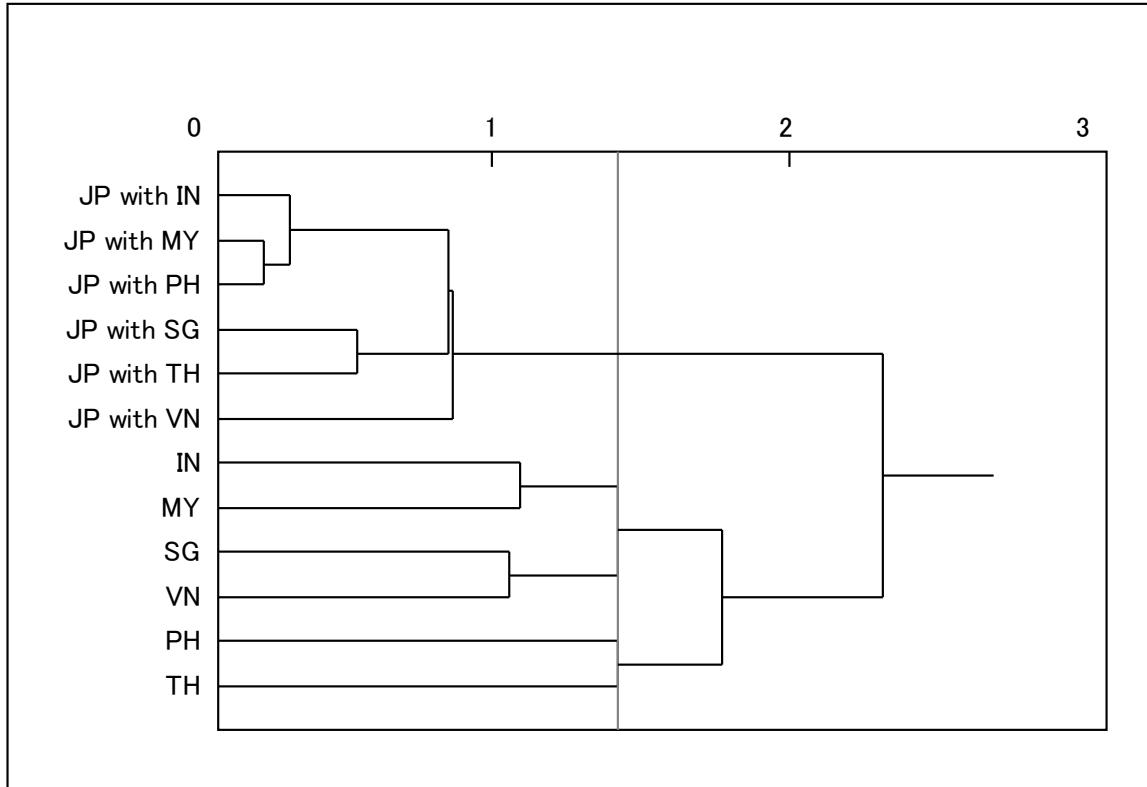 0 1 2 3
JP with IN
JP with MY
JP with PH
JP with SG
JP with TH
JP with VN
IN
MY
SG
VN
PH
TH